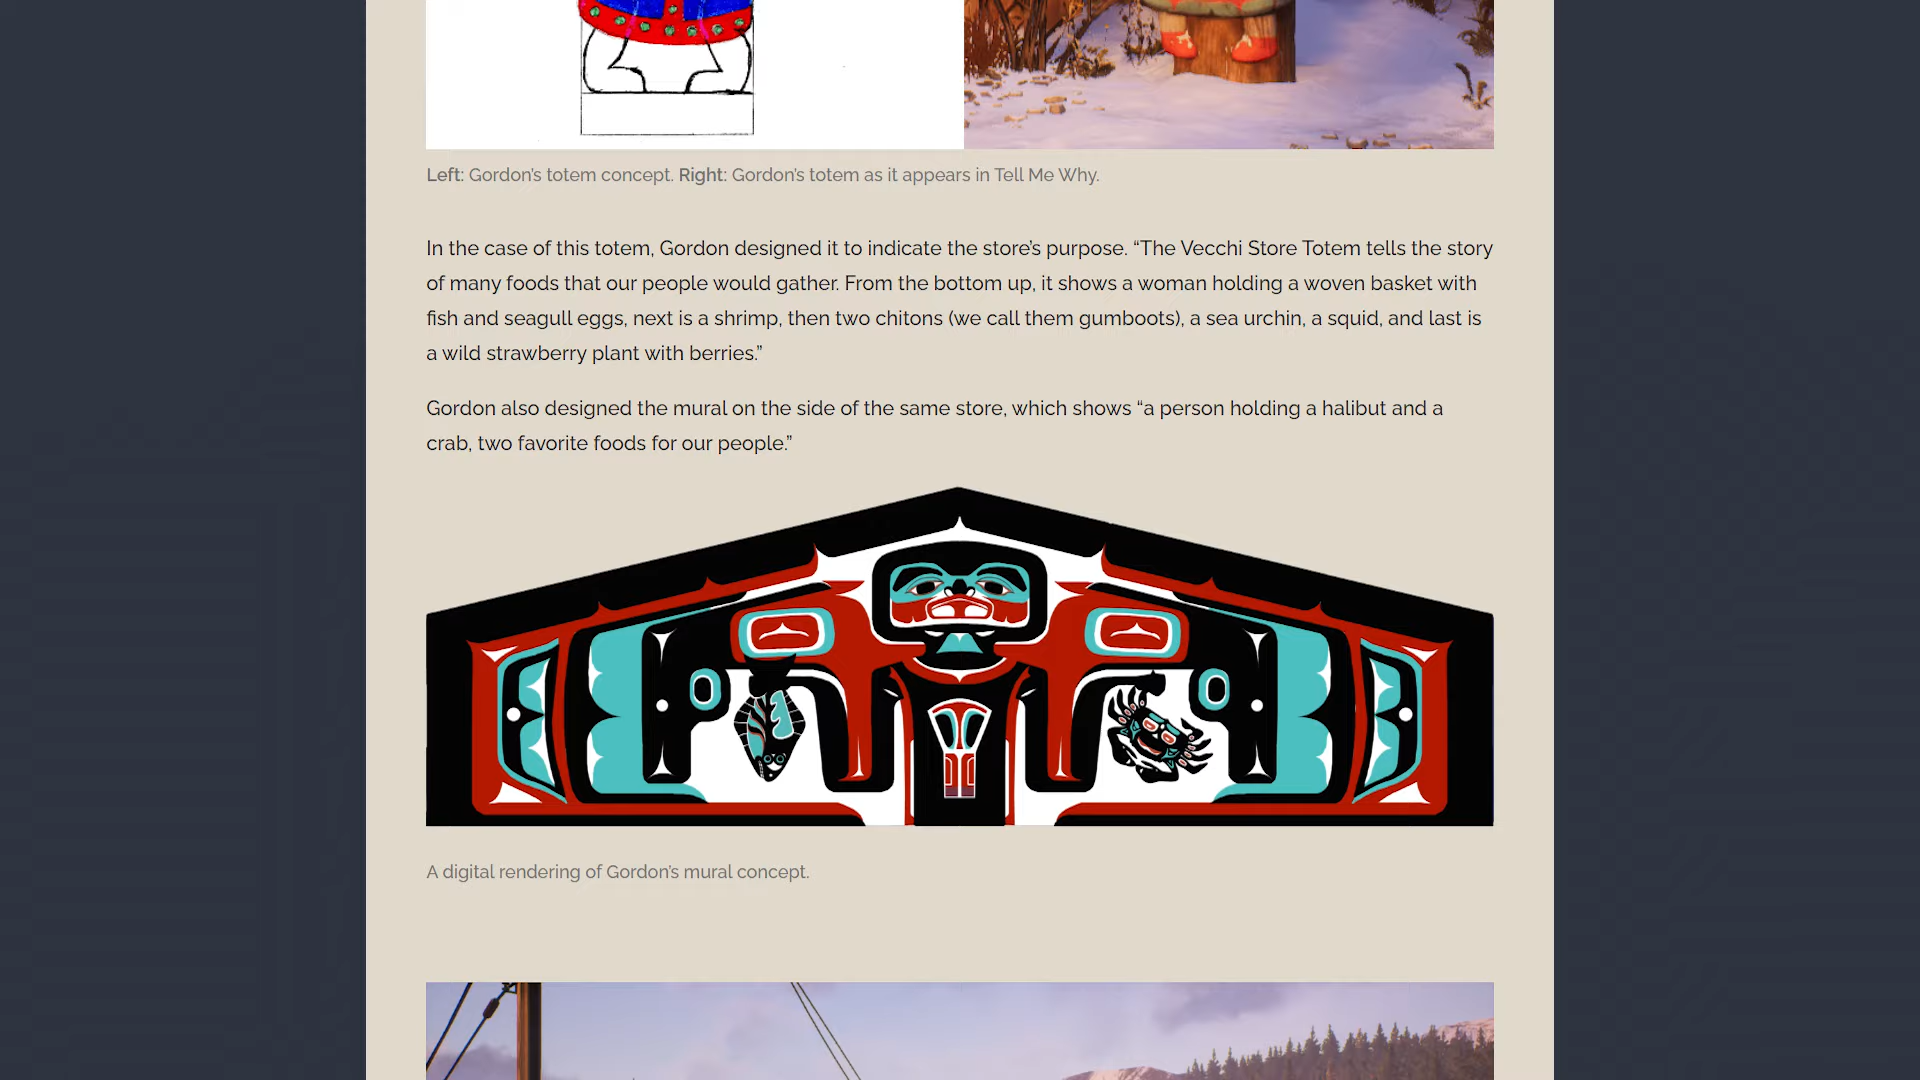 Left: Gordon’s totem concept. Right: Gordon’s totem as it appears in Tell Me Why.
In the case of this totem, Gordon designed it to indicate the store’s purpose. “The Vecchi Store Totem tells the story
of many foods that our people would gather. From the bottom up, it shows a woman holding a woven basket with
fish and seagull eggs, next is a shrimp, then two chitons (we call them gumboots), a sea urchin, a squid, and last is
a wild strawberry plant with berries.”
Gordon also designed the mural on the side of the same store, which shows “a person holding a halibut and a
crab, two favorite foods for our people.”
A digital rendering of Gordon’s mural concept.